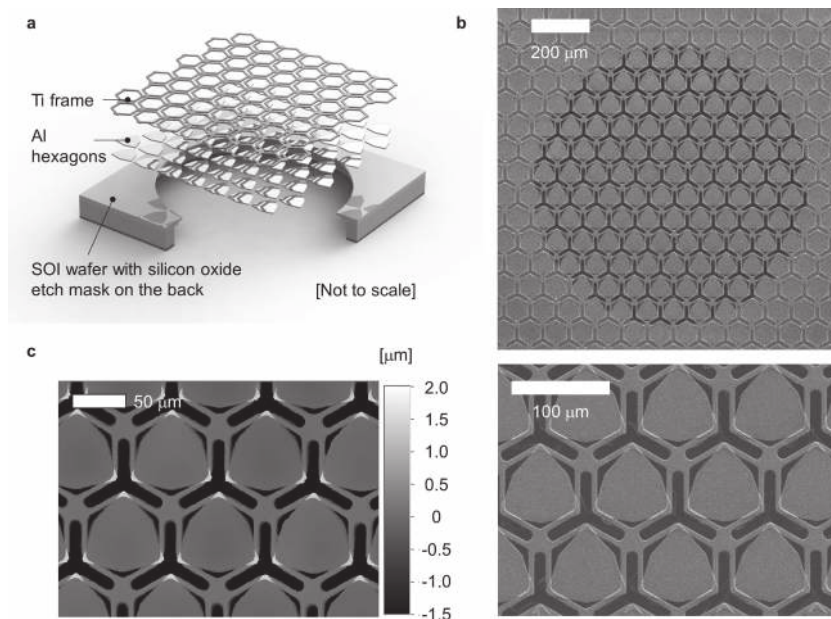 a
Ti frame
Al
hexagons
SOI wafer with silicon oxide
etch mask on the back
[Not to scale]
b
200 μm
c
[μm]
50 μm
2.0
1.5
1.0
0.5
0
-0.5
-1.0
-1.5
100 μm